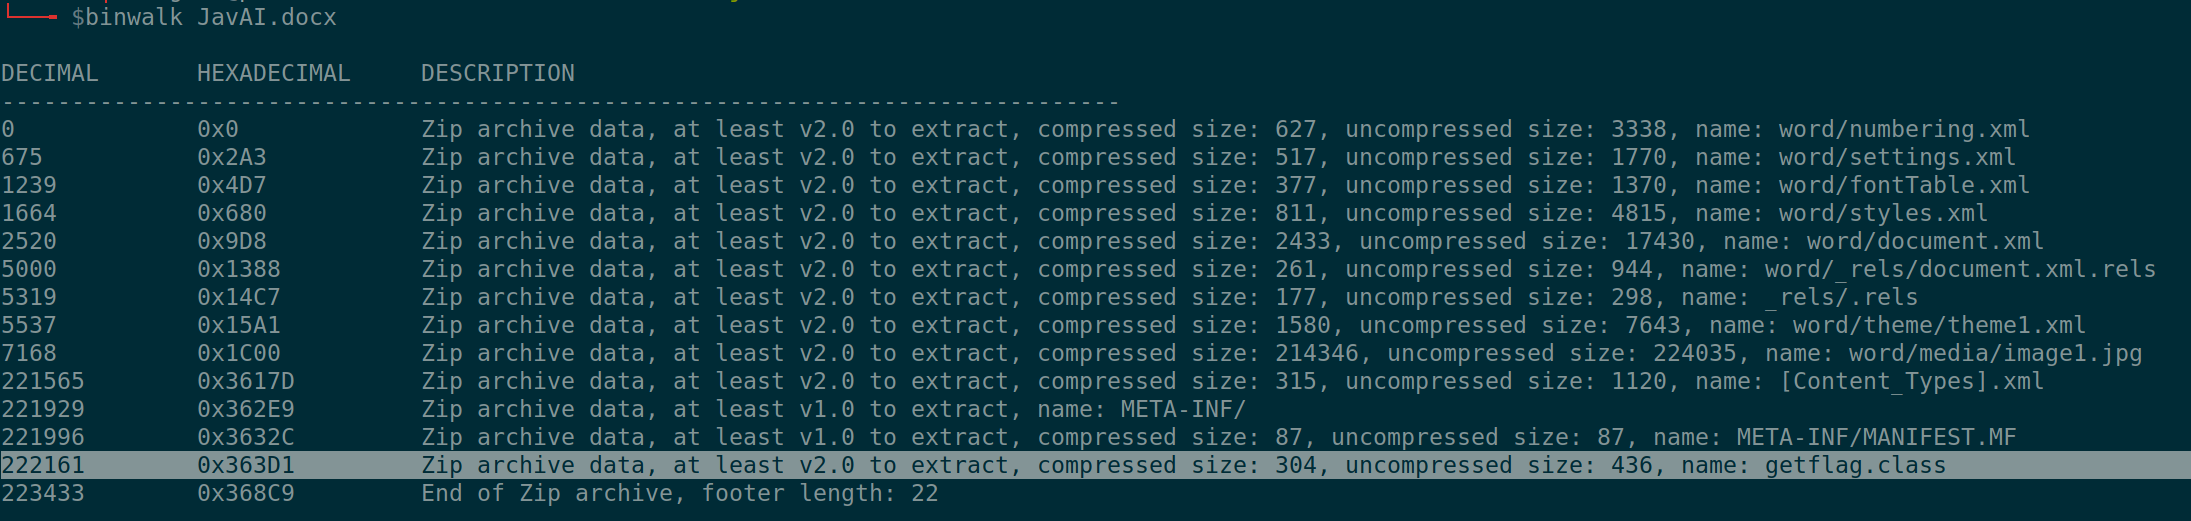 $binwalk JavAI.docx
DECIMAL       HEXADECIMAL     DESCRIPTION
--------------------------------------------------------------------------------
0             0x0             Zip archive data, at least v2.0 to extract, compressed size: 627, uncompressed size: 3338, name: word/numbering.xml
675           0x2A3           Zip archive data, at least v2.0 to extract, compressed size: 517, uncompressed size: 1770, name: word/settings.xml
1239          0x4D7           Zip archive data, at least v2.0 to extract, compressed size: 377, uncompressed size: 1370, name: word/fontTable.xml
1664          0x680           Zip archive data, at least v2.0 to extract, compressed size: 811, uncompressed size: 4815, name: word/styles.xml
2520          0x9D8           Zip archive data, at least v2.0 to extract, compressed size: 2433, uncompressed size: 17430, name: word/document.xml
5000          0x1388          Zip archive data, at least v2.0 to extract, compressed size: 261, uncompressed size: 944, name: word/_rels/document.xml.rels
5319          0x14C7          Zip archive data, at least v2.0 to extract, compressed size: 177, uncompressed size: 298, name: _rels/.rels
5537          0x15A1          Zip archive data, at least v2.0 to extract, compressed size: 1580, uncompressed size: 7643, name: word/theme/theme1.xml
7168          0x1C00          Zip archive data, at least v2.0 to extract, compressed size: 214346, uncompressed size: 224035, name: word/media/image1.jpg
221565        0x3617D         Zip archive data, at least v2.0 to extract, compressed size: 315, uncompressed size: 1120, name: [Content_Types].xml
221929        0x362E9         Zip archive data, at least v1.0 to extract, name: META-INF/
221996        0x3632C         Zip archive data, at least v1.0 to extract, compressed size: 87, uncompressed size: 87, name: META-INF/MANIFEST.MF
222161        0x363D1         Zip archive data, at least v2.0 to extract, compressed size: 304, uncompressed size: 436, name: getflag.class
223433        0x368C9         End of Zip archive, footer length: 22